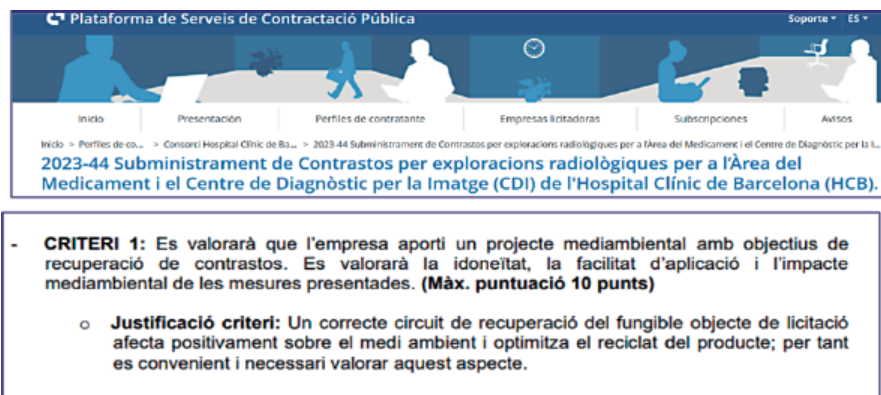 Plataforma de Serveis de Contractació Pública
Soporte ES
Inicio Presentación Perfiles de contratante Empresas licitadoras Subscripciones Avisos
Inicio > Perfiles de co... > Consorci Hospital Clínic de Ba... > 2023-44 Subministrament de Contrastos per exploracions radiològiques per a l'Àrea del Medicament i el Centre de Diagnòstic per la I...
2023-44 Subministrament de Contrastos per exploracions radiològiques per a l'Àrea del
Medicament i el Centre de Diagnòstic per la Imatge (CDI) de l'Hospital Clínic de Barcelona (HCB).
- CRITERI 1: Es valorarà que l'empresa aporti un projecte mediambiental amb objectius de
recuperació de contrastos. Es valorarà la idoneïtat, la facilitat d'aplicació i l'impacte
mediambiental de les mesures presentades. (Màx. puntuació 10 punts)
o Justificació criteri: Un correcte circuit de recuperació del fungible objecte de licitació
afecta positivament sobre el medi ambient i optimitza el reciclat del producte; per tant
es convenient i necessari valorar aquest aspecte.